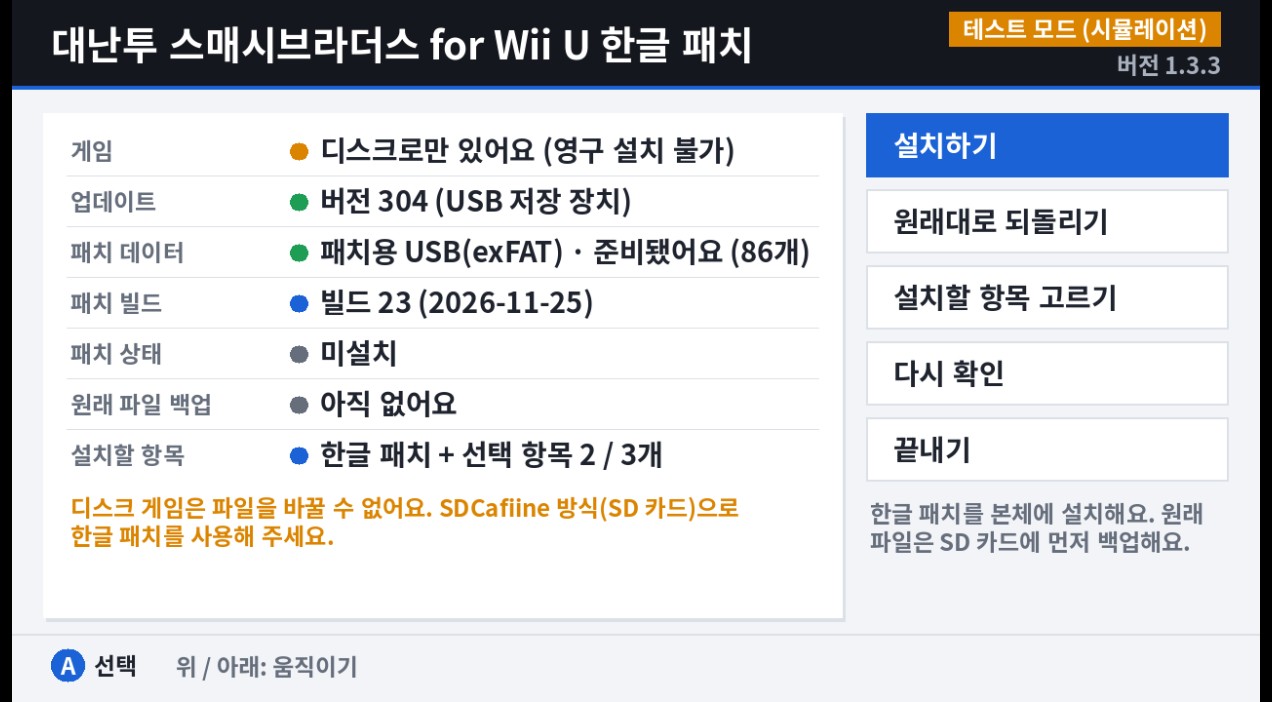 대난투 스매시브라더스 for Wii U 한글 패치
테스트 모드 (시뮬레이션)
버전 1.3.3
게임 디스크로만 있어요 (영구 설치 불가)
업데이트 버전 304 (USB 저장 장치)
패치 데이터 패치용 USB(exFAT) · 준비됐어요 (86개)
패치 빌드 빌드 23 (2026-11-25)
패치 상태 미설치
원래 파일 백업 아직 없어요
설치할 항목 한글 패치 + 선택 항목 2 / 3개
디스크 게임은 파일을 바꿀 수 없어요. SDCafiine 방식(SD 카드)으로
한글 패치를 사용해 주세요.
설치하기
원래대로 되돌리기
설치할 항목 고르기
다시 확인
끝내기
한글 패치를 본체에 설치해요. 원래
파일은 SD 카드에 먼저 백업해요.
A 선택 위 / 아래: 움직이기